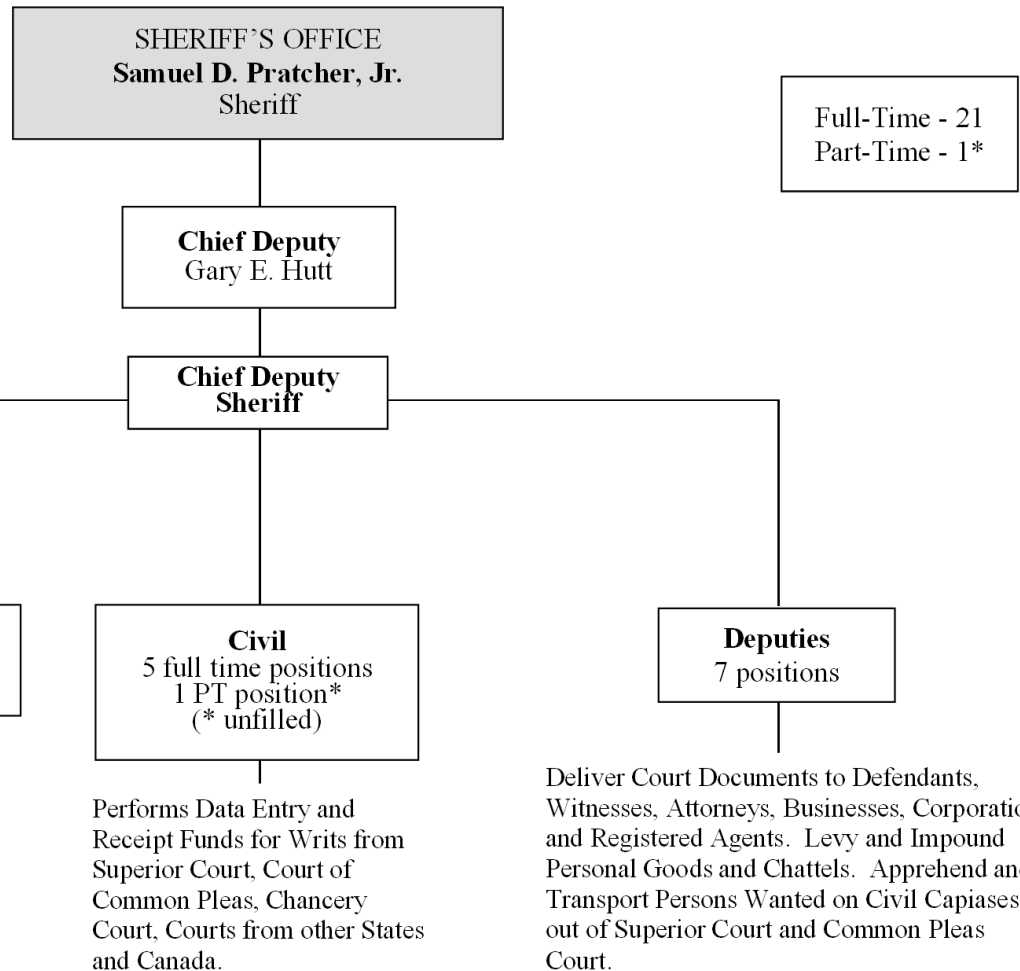 SHERIFF’S OFFICE
Samuel D. Pratcher, Jr.
Sheriff
Full-Time - 21
Part-Time - 1*
Chief Deputy
Gary E. Hutt
Chief Deputy
Sheriff
Civil
5 full time positions
1 PT position*
(* unfilled)
Deputies
7 positions
Performs Data Entry and
Receipt Funds for Writs from
Superior Court, Court of
Common Pleas, Chancery
Court, Courts from other States
and Canada.
Deliver Court Documents to Defendants,
Witnesses, Attorneys, Businesses, Corporatio
and Registered Agents.  Levy and Impound
Personal Goods and Chattels.  Apprehend an
Transport Persons Wanted on Civil Capiases
out of Superior Court and Common Pleas
Court.